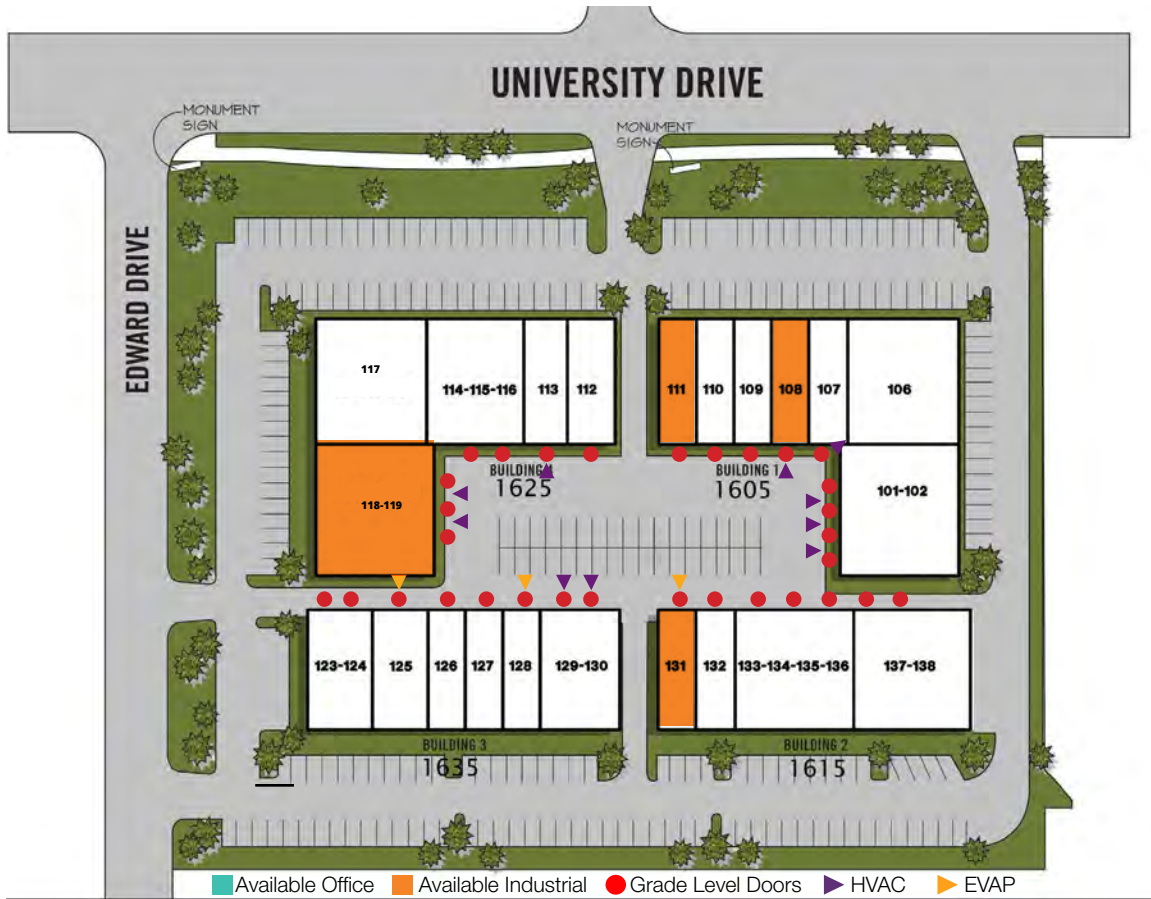 UNIVERSITY DRIVE
MONUMENT
SIGN
MONUMENT
SIGN
EDWARD DRIVE
117
114-115-116
113
112
111
110
109
108
107
106
BUILDING
1625
BUILDING 1
1605
118-119
101-102
123-124
125
126
127
128
129-130
131
132
133-134-135-136
137-138
BUILDING 3
1635
BUILDING 2
1615
Available Office
Available Industrial
Grade Level Doors
HVAC
EVAP